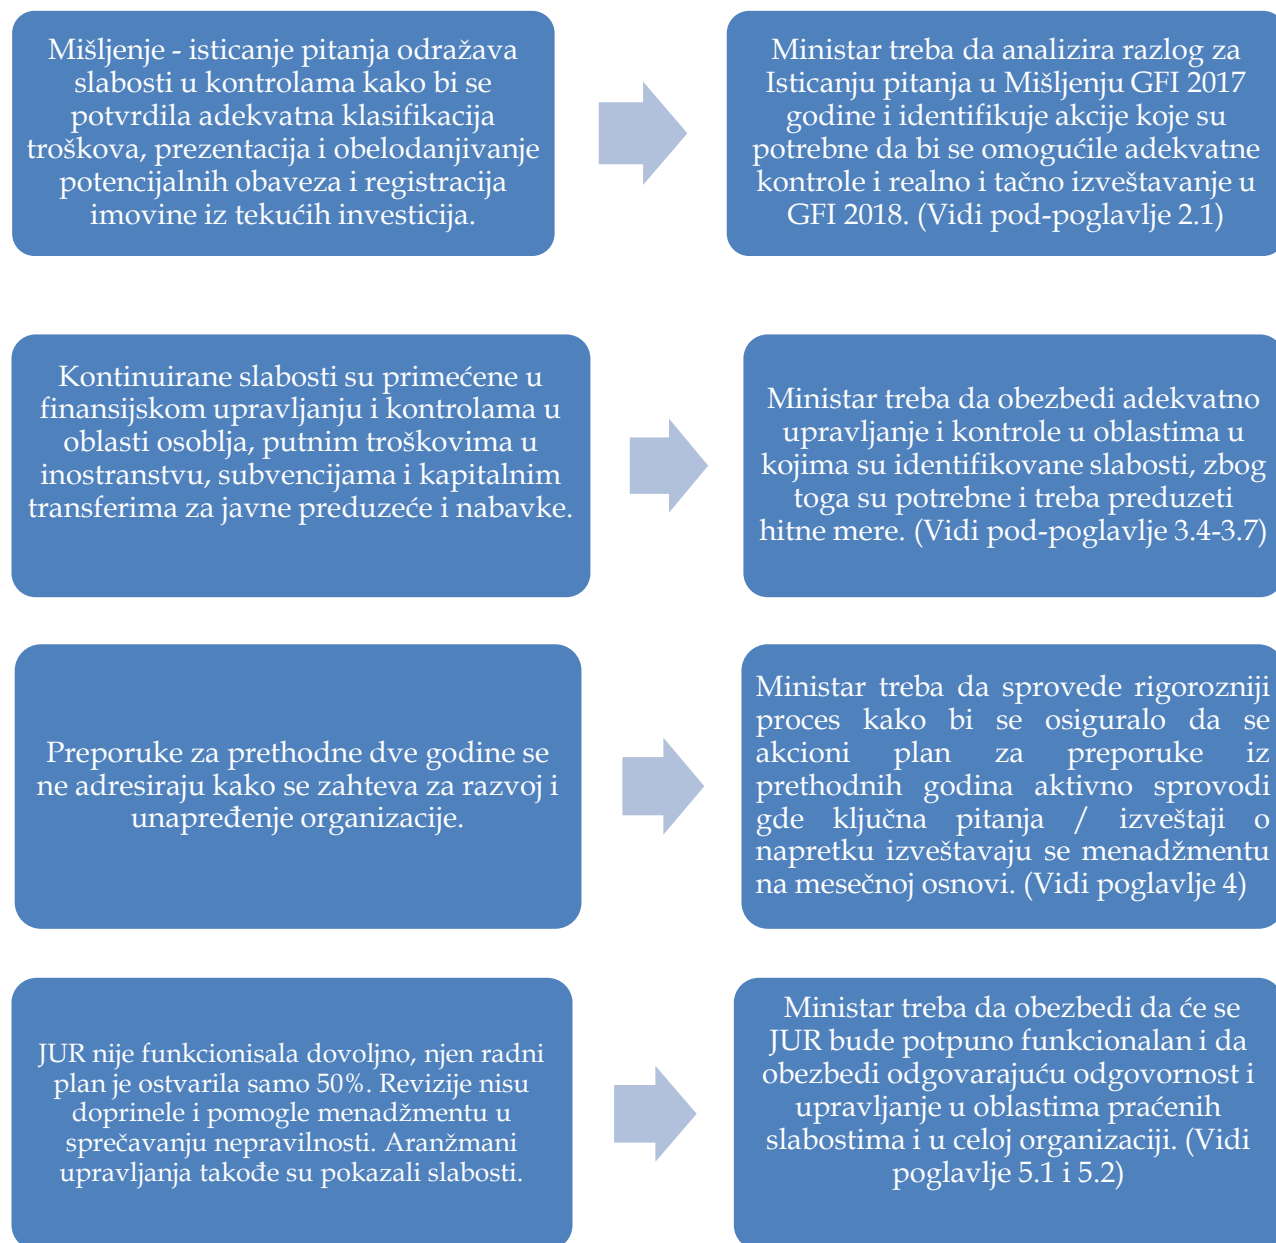 Mišljenje - isticanje pitanja odražava
slabosti u kontrolama kako bi se
potvrdila adekvatna klasifikacija
troškova, prezentacija i obelodanjivanje
potencijalnih obaveza i registracija
imovine iz tekućih investicija.
Ministar treba da analizira razlog za
Isticanju pitanja u Mišljenju GFI 2017
godine i identifikuje akcije koje su
potrebne da bi se omogućile adekvatne
kontrole i realno i tačno izveštavanje u
GFI 2018. (Vidi pod-poglavlje 2.1)
Kontinuirane slabosti su primećene u
finansijskom upravljanju i kontrolama u
oblasti osoblja, putnim troškovima u
inostranstvu, subvencijama i kapitalnim
transferima za javne preduzeće i nabavke.
Ministar treba da obezbedi adekvatno
upravljanje i kontrole u oblastima u
kojima su identifikovane slabosti, zbog
toga su potrebne i treba preduzeti
hitne mere. (Vidi pod-poglavlje 3.4-3.7)
Preporuke za prethodne dve godine se
ne adresiraju kako se zahteva za razvoj i
unapređenje organizacije.
Ministar treba da sprovede rigorozniji
proces kako bi se osiguralo da se
akcioni plan za preporuke iz
prethodnih godina aktivno sprovodi
gde ključna pitanja / izveštaji o
napretku izveštavaju se menadžmentu
na mesečnoj osnovi. (Vidi poglavlje 4)
JUR nije funkcionisala dovoljno, njen radni
plan je ostvarila samo 50%. Revizije nisu
doprinele i pomogle menadžmentu u
sprečavanju nepravilnosti. Aranžmani
upravljanja takođe su pokazali slabosti.
Ministar treba da obezbedi da će se
JUR bude potpuno funkcionalan i da
obezbedi odgovarajuću odgovornost i
upravljanje u oblastima praćenih
slabostima i u celoj organizaciji. (Vidi
poglavlje 5.1 i 5.2)